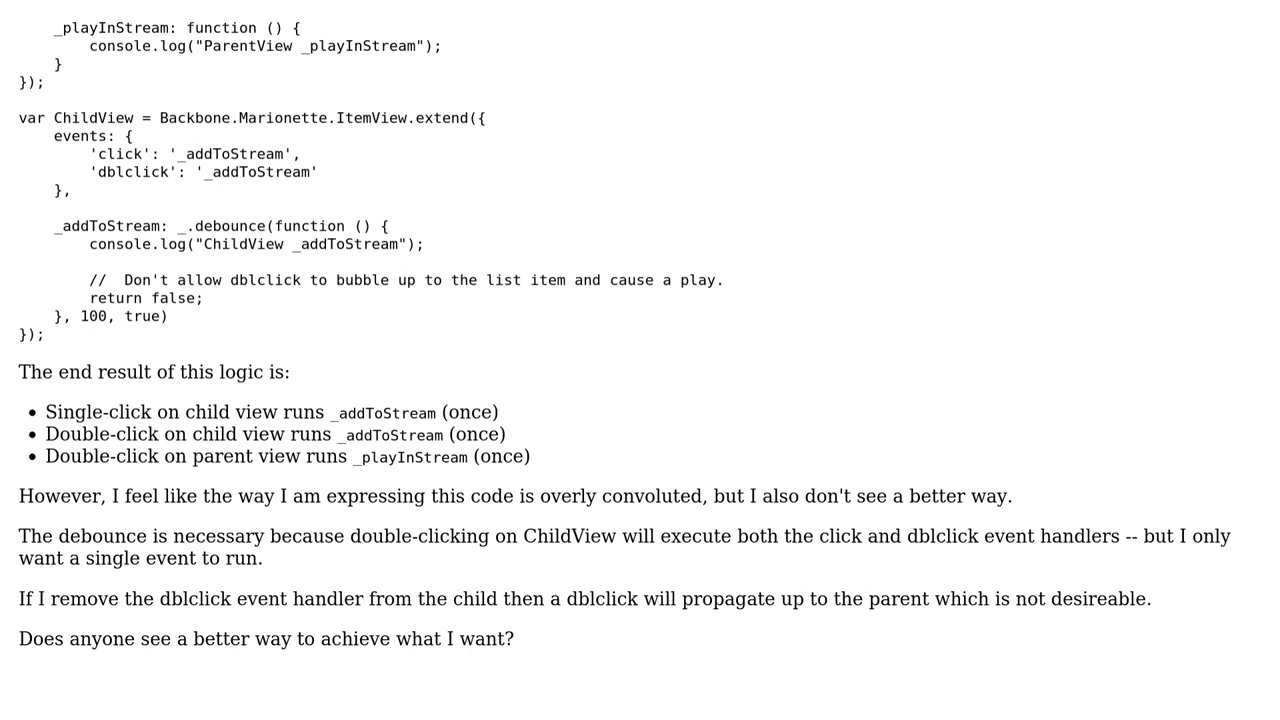 _playInStream: function () {
        console.log("ParentView _playInStream");
    }
});

var ChildView = Backbone.Marionette.ItemView.extend({
    events: {
        'click': '_addToStream',
        'dblclick': '_addToStream'
    },

    _addToStream: _.debounce(function () {
        console.log("ChildView _addToStream");

        //  Don't allow dblclick to bubble up to the list item and cause a play.
        return false;
    }, 100, true)
});
The end result of this logic is:
• Single-click on child view runs _addToStream (once)
• Double-click on child view runs _addToStream (once)
• Double-click on parent view runs _playInStream (once)
However, I feel like the way I am expressing this code is overly convoluted, but I also don't see a better way.
The debounce is necessary because double-clicking on ChildView will execute both the click and dblclick event handlers -- but I only
want a single event to run.
If I remove the dblclick event handler from the child then a dblclick will propagate up to the parent which is not desireable.
Does anyone see a better way to achieve what I want?